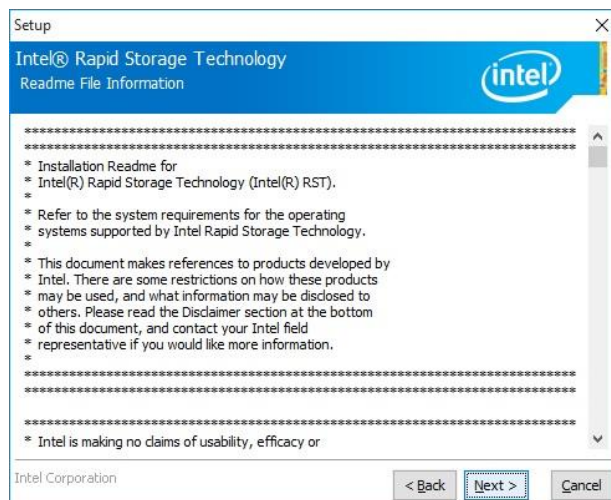 Setup
Intel® Rapid Storage Technology
Readme File Information
intel
*******************************************************************************
*******************************************************************************
* Installation Readme for
* Intel(R) Rapid Storage Technology (Intel(R) RST).
*
* Refer to the system requirements for the operating
* systems supported by Intel Rapid Storage Technology.
*
* This document makes references to products developed by
* Intel. There are some restrictions on how these products
* may be used, and what information may be disclosed to
* others. Please read the Disclaimer section at the bottom
* of this document, and contact your Intel field
* representative if you would like more information.
*
*******************************************************************************
*******************************************************************************
*******************************************************************************
* Intel is making no claims of usability, efficacy or
Intel Corporation
< Back
Next >
Cancel